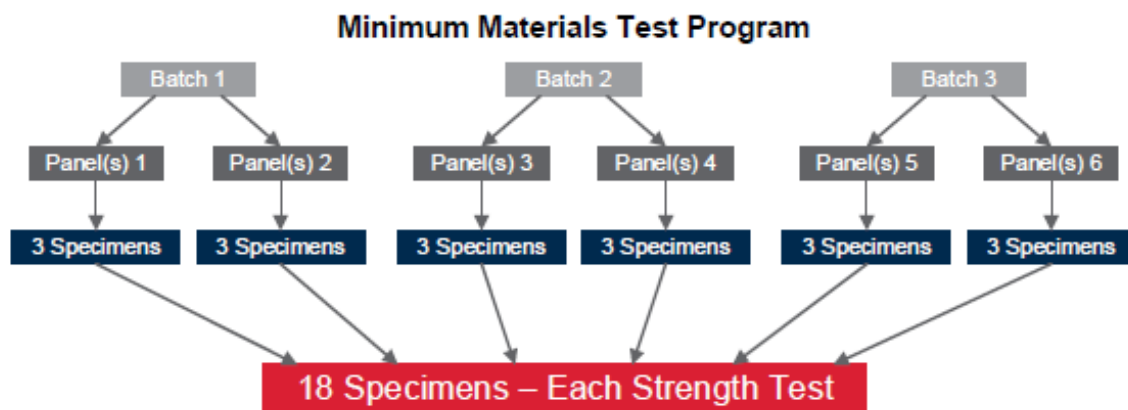 Minimum Materials Test Program
Batch 1
Batch 2
Batch 3
Panel(s) 1
Panel(s) 2
Panel(s) 3
Panel(s) 4
Panel(s) 5
Panel(s) 6
3 Specimens
3 Specimens
3 Specimens
3 Specimens
3 Specimens
3 Specimens
18 Specimens – Each Strength Test